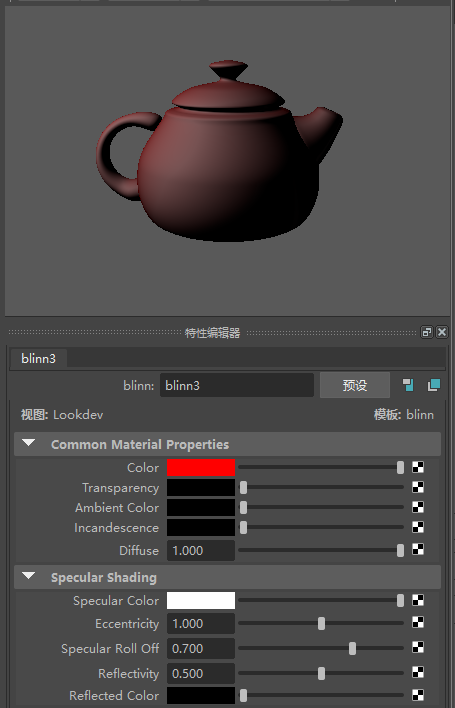 特性编辑器
blinn3
blinn: blinn3 预设
视图: Lookdev 模板: blinn
Common Material Properties
Color
Transparency
Ambient Color
Incandescence
Diffuse 1.000
Specular Shading
Specular Color
Eccentricity 1.000
Specular Roll Off 0.700
Reflectivity 0.500
Reflected Color